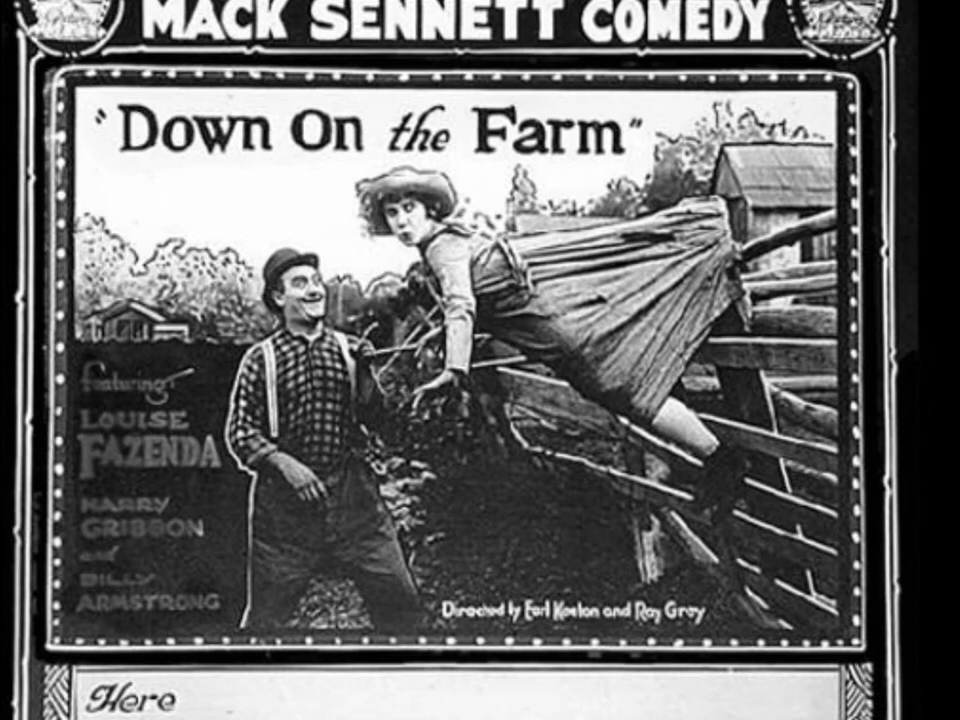 MACK SENNETT COMEDY
"Down On the Farm"
featuring
LOUISE
FAZENDA
HARRY
GRIBBON
and
BILLY
ARMSTRONG
Directed by Earl Kenton and Ray Grey
Here